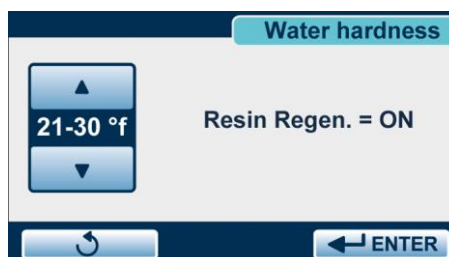 Water hardness
21-30 °f
Resin Regen. = ON
ENTER